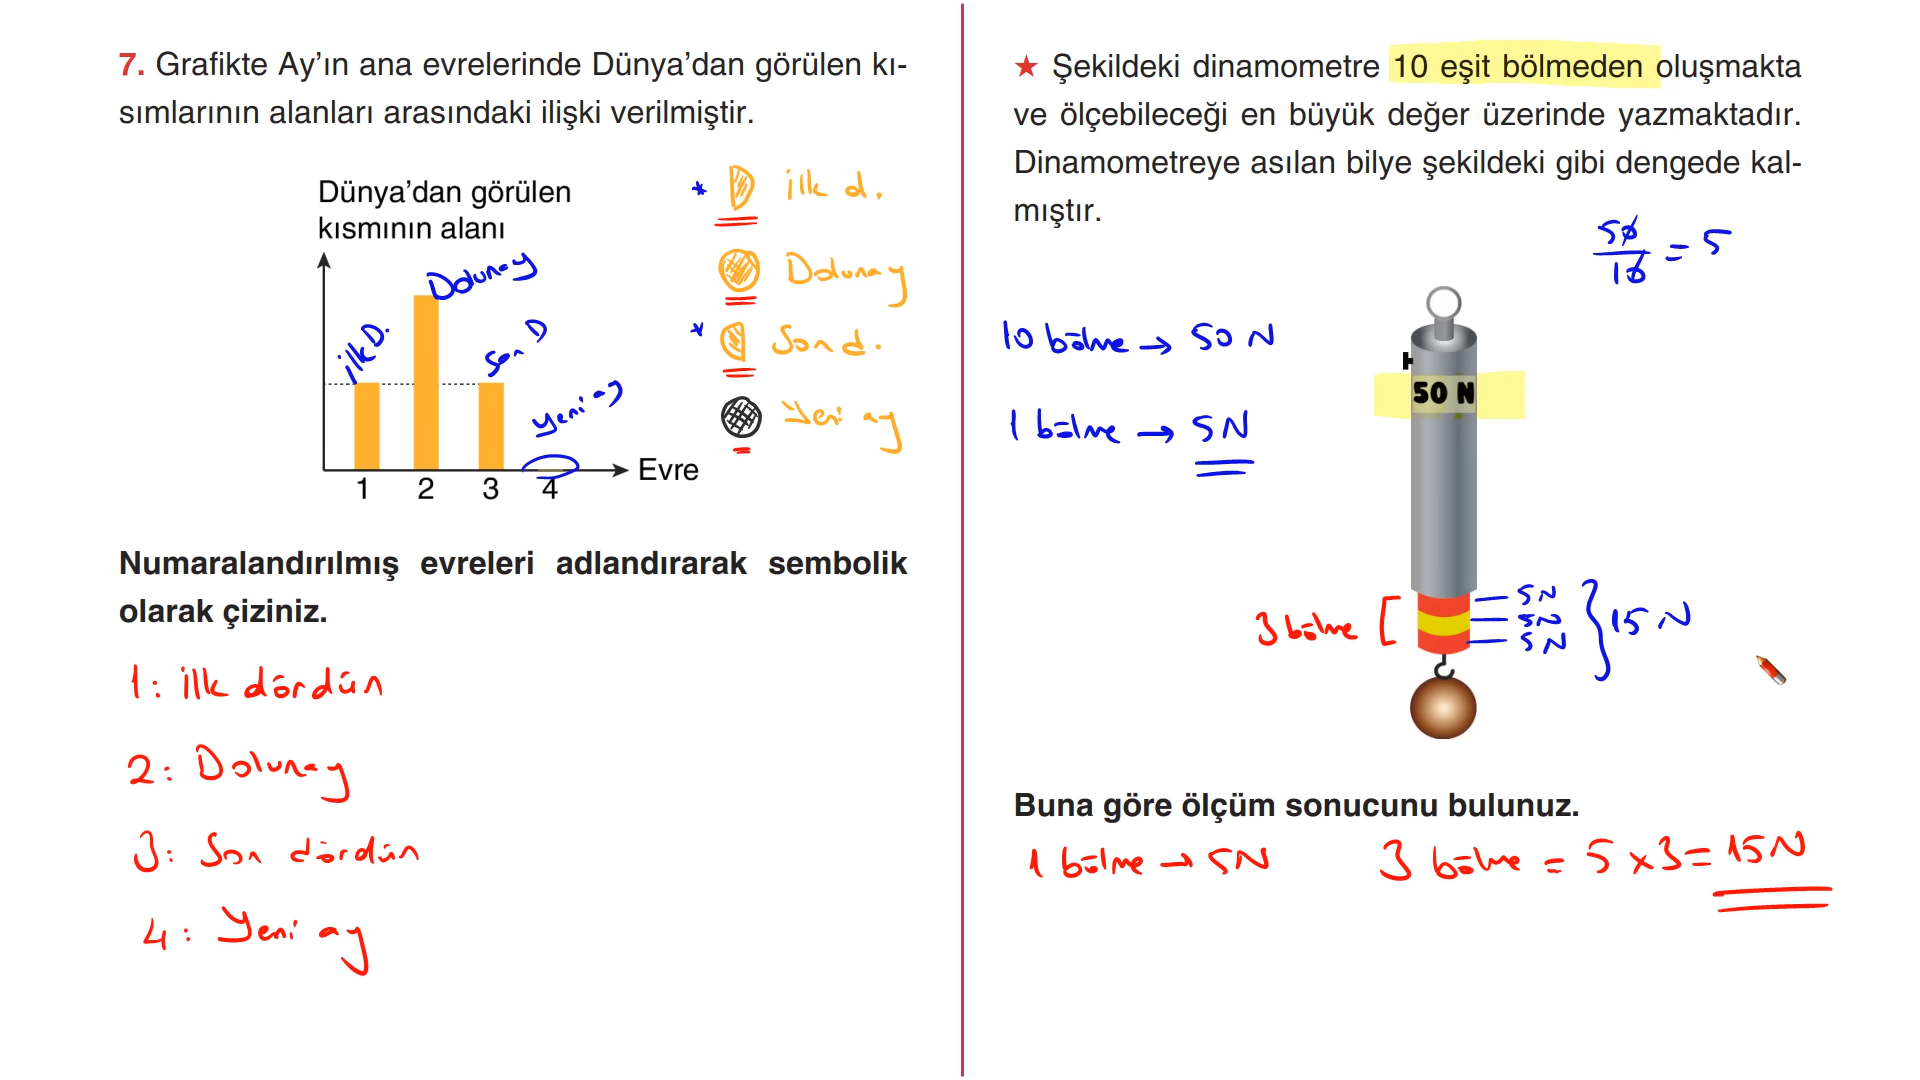 7. Grafikte Ay’ın ana evrelerinde Dünya’dan görülen kı-
sımlarının alanları arasındaki ilişki verilmiştir.
Dünya’dan görülen
kısmının alanı
ilk D.
Dolunay
Son D
yeni ay
1 2 3 4
Evre
* ilk d.
Dolunay
* Son d.
Yeni ay
Numaralandırılmış evreleri adlandırarak sembolik
olarak çiziniz.
1: ilk dördün
2: Dolunay
3: Son dördün
4: Yeni ay
★ Şekildeki dinamometre 10 eşit bölmeden oluşmakta
ve ölçebileceği en büyük değer üzerinde yazmaktadır.
Dinamometreye asılan bilye şekildeki gibi dengede kal-
mıştır.
50/10 = 5
10 bölme → 50 N
1 bölme → 5N
50 N
3 bölme
5N
5N
5N
15 N
Buna göre ölçüm sonucunu bulunuz.
1 bölme → 5N
3 bölme = 5 x 3 = 15N